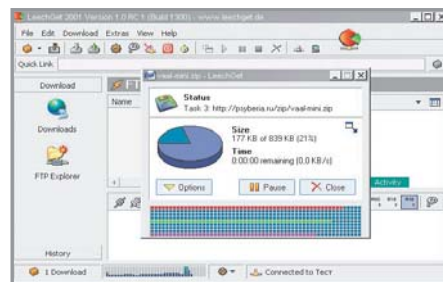 LeechGet 2001 Version 1.0 RC 1 (Build 1300) - www.leechget.de
File Edit Download Extras View Help
Quick Link
Download
Downloads
FTP Explorer
History
Name
vaal-mini.zip - LeechGet
Status
Task 3: http://psyberia.ru/zip/vaal-mini.zip
Size
177 KB of 839 KB (21%)
Time
0:00:00 remaining (0,0 KB/s)
Options
Pause
Close
Activity
1 Download
Connected to Тест